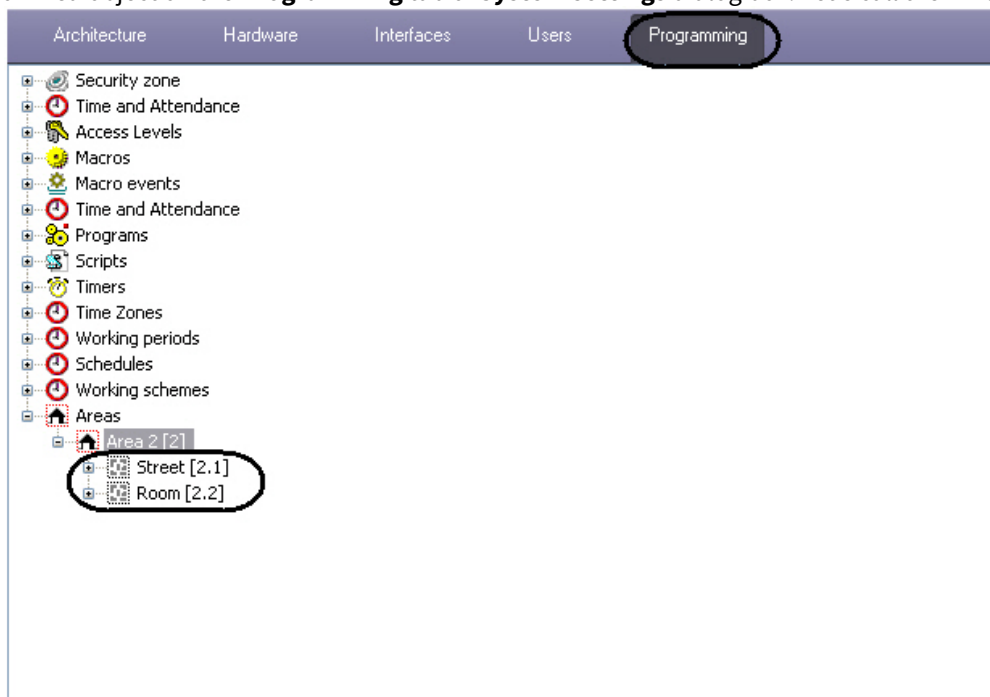 Architecture Hardware Interfaces Users Programming
Security zone
Time and Attendance
Access Levels
Macros
Macro events
Time and Attendance
Programs
Scripts
Timers
Time Zones
Working periods
Schedules
Working schemes
Areas
Area 2 [2]
Street [2.1]
Room [2.2]